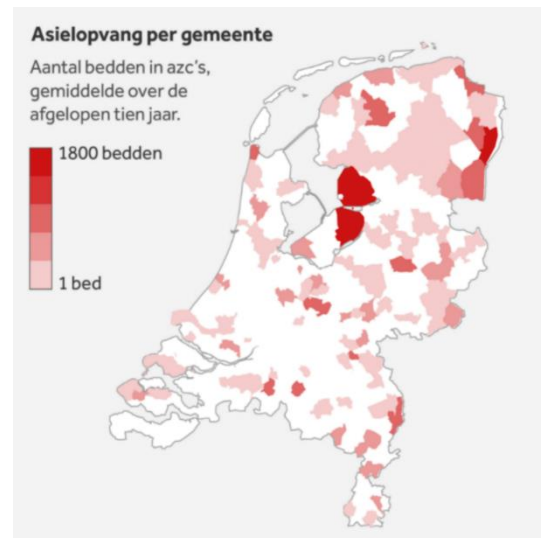 Asielopvang per gemeente
Aantal bedden in azc's,
gemiddelde over de
afgelopen tien jaar.
1800 bedden
1 bed